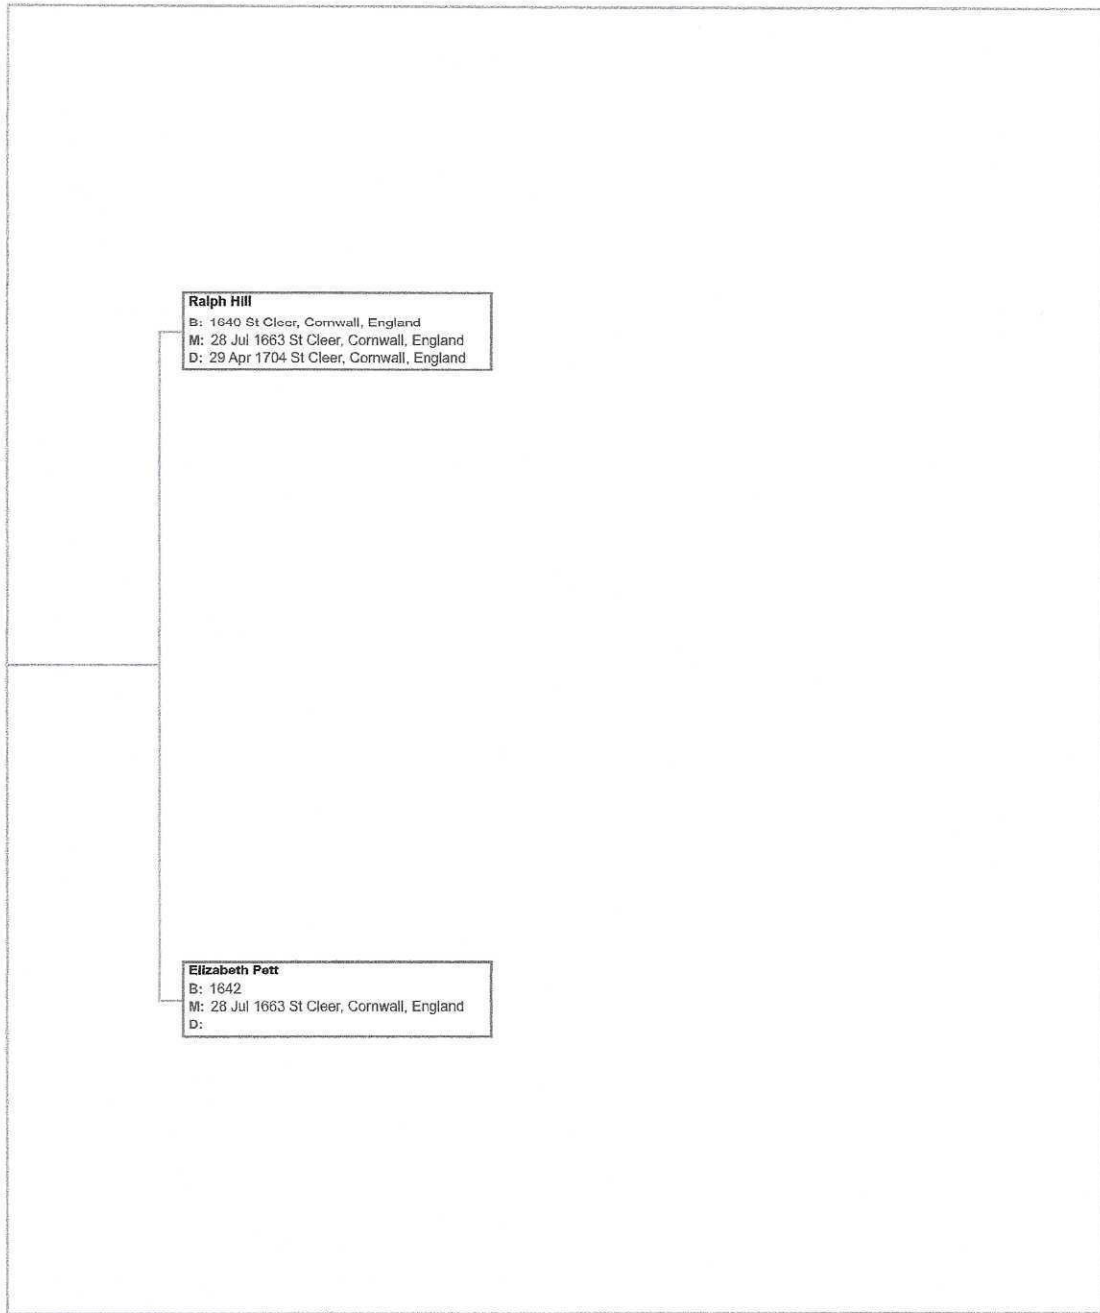 Ralph Hill
B: 1640 St Cleer, Cornwall, England
M: 28 Jul 1663 St Cleer, Cornwall, England
D: 29 Apr 1704 St Cleer, Cornwall, England
Elizabeth Pett
B: 1642
M: 28 Jul 1663 St Cleer, Cornwall, England
D: